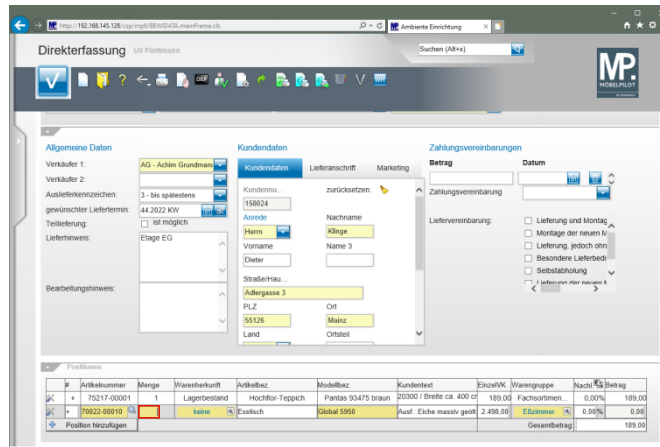 http://192.168.145.128/csp/mpli/BEWIDATA.mainFrame.cls
Ambiente Einrichtung
Direkterfassung Uli Flottmann
Suchen (Alt+s)
MP.
MÖBELPILOT
Allgemeine Daten Kundendaten Zahlungsvereinbarungen
Verkäufer 1: AG - Achim Grundmann
Kundendaten Lieferanschrift Marketing
Betrag Datum
Verkäufer 2:
Auslieferkennzeichen: 3 - bis spätestens
Kundennu... zurücksetzen:
Zahlungsvereinbarung
gewünschter Liefertermin: 44.2022 KW
158024
Teillieferung: ist möglich
Anrede Nachname
Liefervereinbarung: Lieferung und Montag
Lieferhinweis: Etage EG
Herrn Klinge
Montage der neuen M
Vorname Name 3
Lieferung, jedoch ohn
Dieter
Besondere Lieferbedi
Selbstabholung
Straße/Hau...
Lieferung der neuen M
Bearbeitungshinweis:
Adlergasse 3
PLZ Ort
55126 Mainz
Land Ortsteil
Positionen
# Artikelnummer Menge Warenherkunft Artikelbez. Modellbez. Kundentext EinzelVK Warengruppe Nachl. Betrag
+ 75217-00001 1 Lagerbestand Hochflor-Teppich Pantas 93475 braun 20300 / Breite ca. 400 cr 189,00 Fachsortimen... 0,00% 189,00
+ 70022-00010 keine Esstisch Global 5950 Ausf.: Eiche massiv geölt 2.498,00 Eßzimmer 0,00% 0,00
Position hinzufügen Gesamtbetrag: 189,00